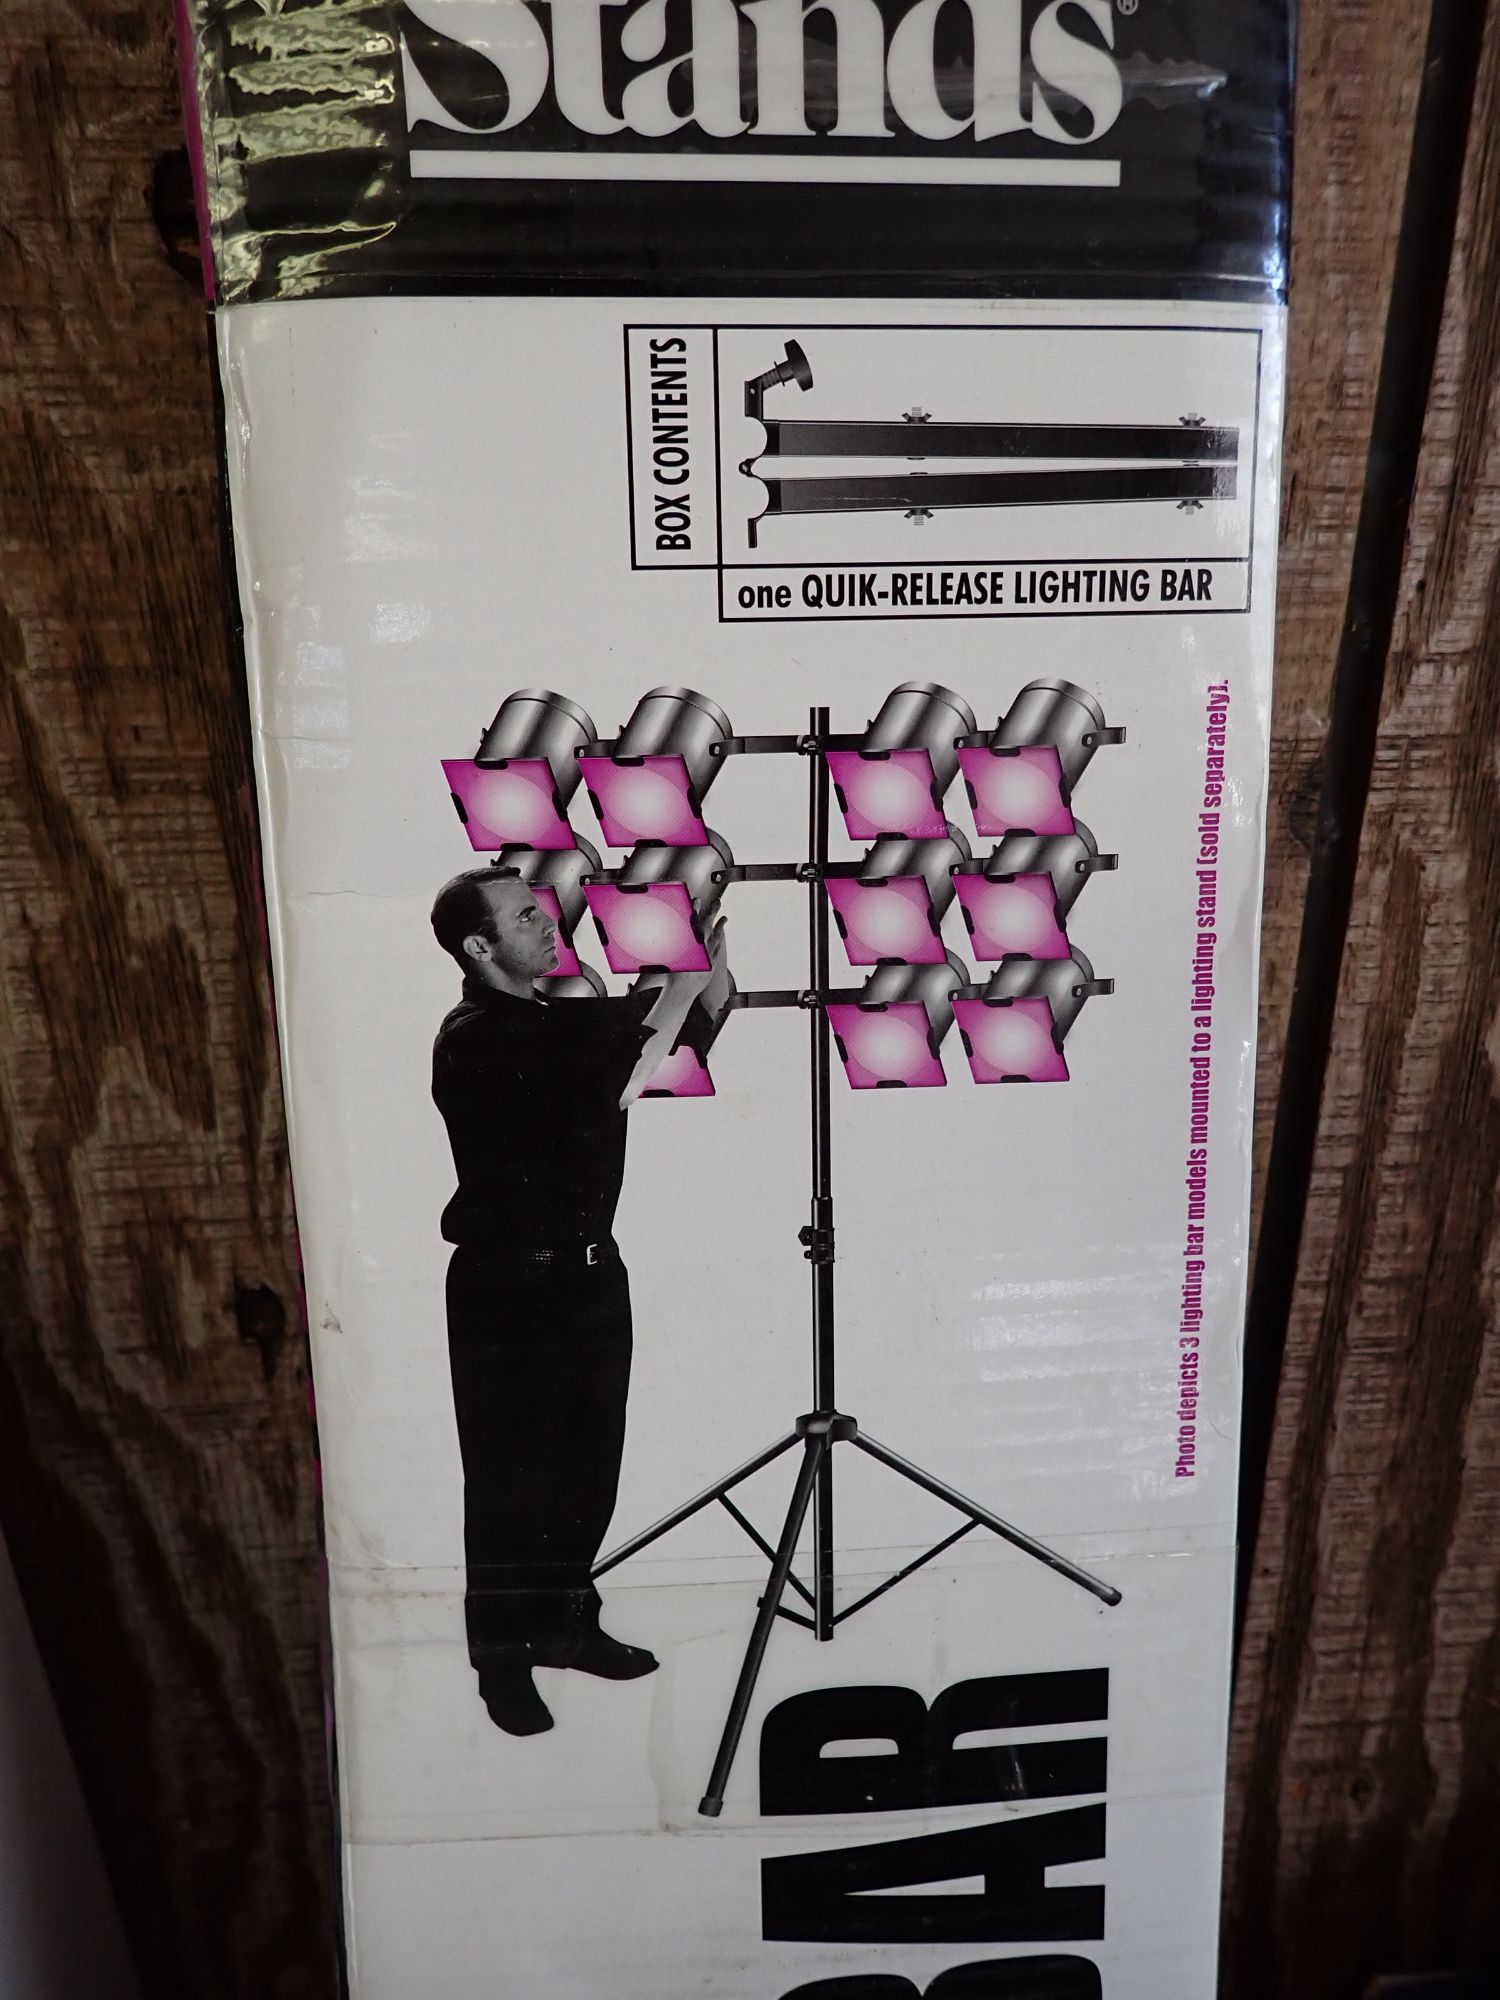 Stands®
BOX CONTENTS
one QUIK-RELEASE LIGHTING BAR
Photo depicts 3 lighting bar models mounted to a lighting stand (sold separately).
BAR